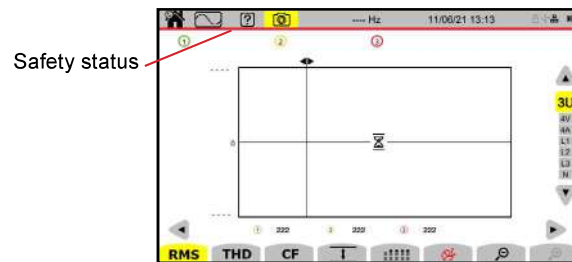 ? ---- Hz 11/06/21 13:13
Safety status
1 2 3
----
3U
4V
4A
L1
L2
L3
N
0
----
1 222 2 222 3 222
RMS THD CF